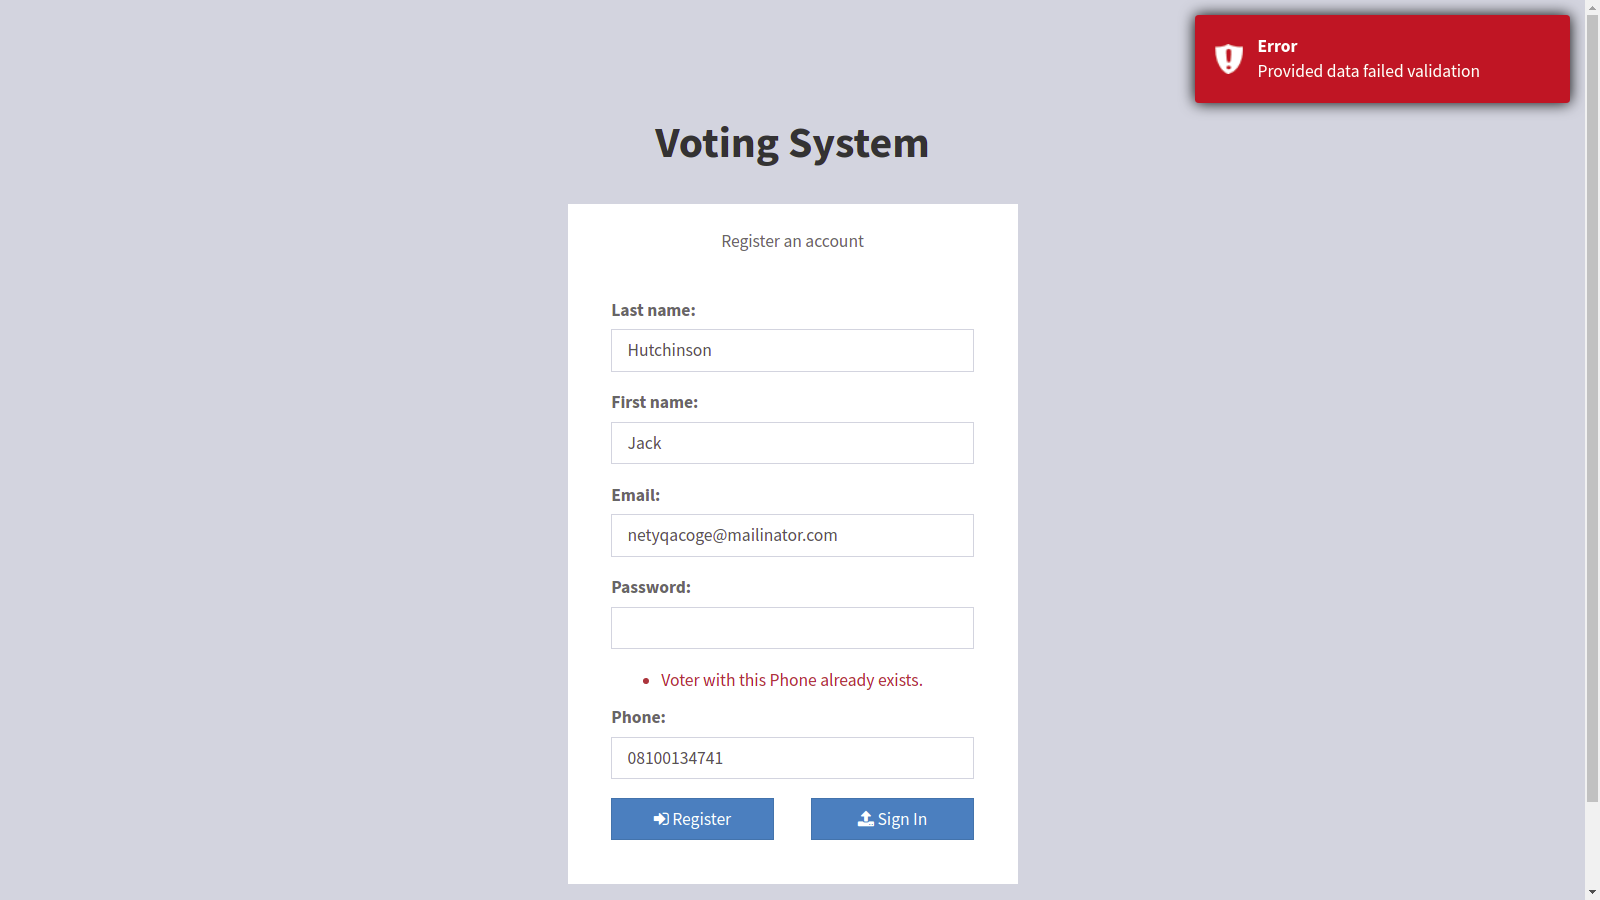 Error
Provided data failed validation
Voting System
Register an account
Last name:
Hutchinson
First name:
Jack
Email:
netyqacoge@mailinator.com
Password:
Voter with this Phone already exists.
Phone:
08100134741
Register
Sign In